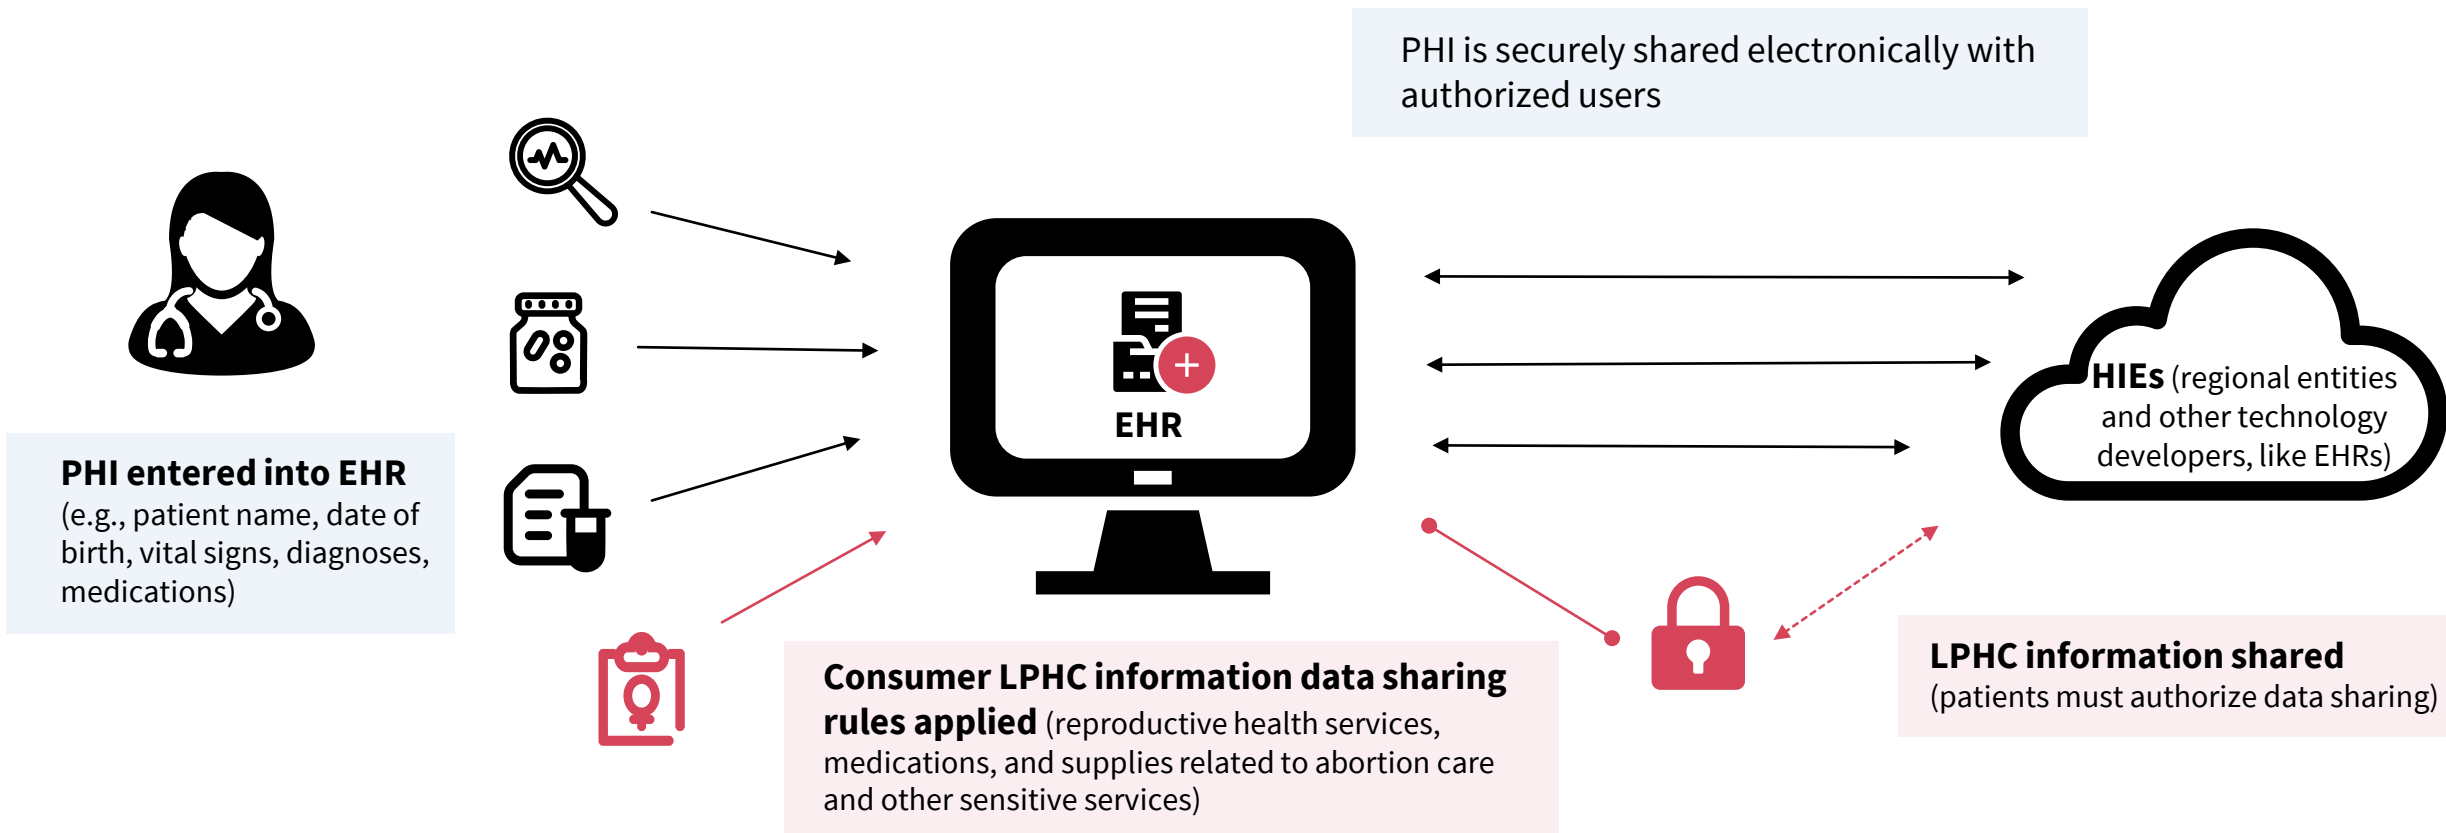 PHI is securely shared electronically with
authorized users
PHI entered into EHR
(e.g., patient name, date of
birth, vital signs, diagnoses,
medications)
EHR
HIEs (regional entities
and other technology
developers, like EHRs)
Consumer LPHC information data sharing
rules applied (reproductive health services,
medications, and supplies related to abortion care
and other sensitive services)
LPHC information shared
(patients must authorize data sharing)